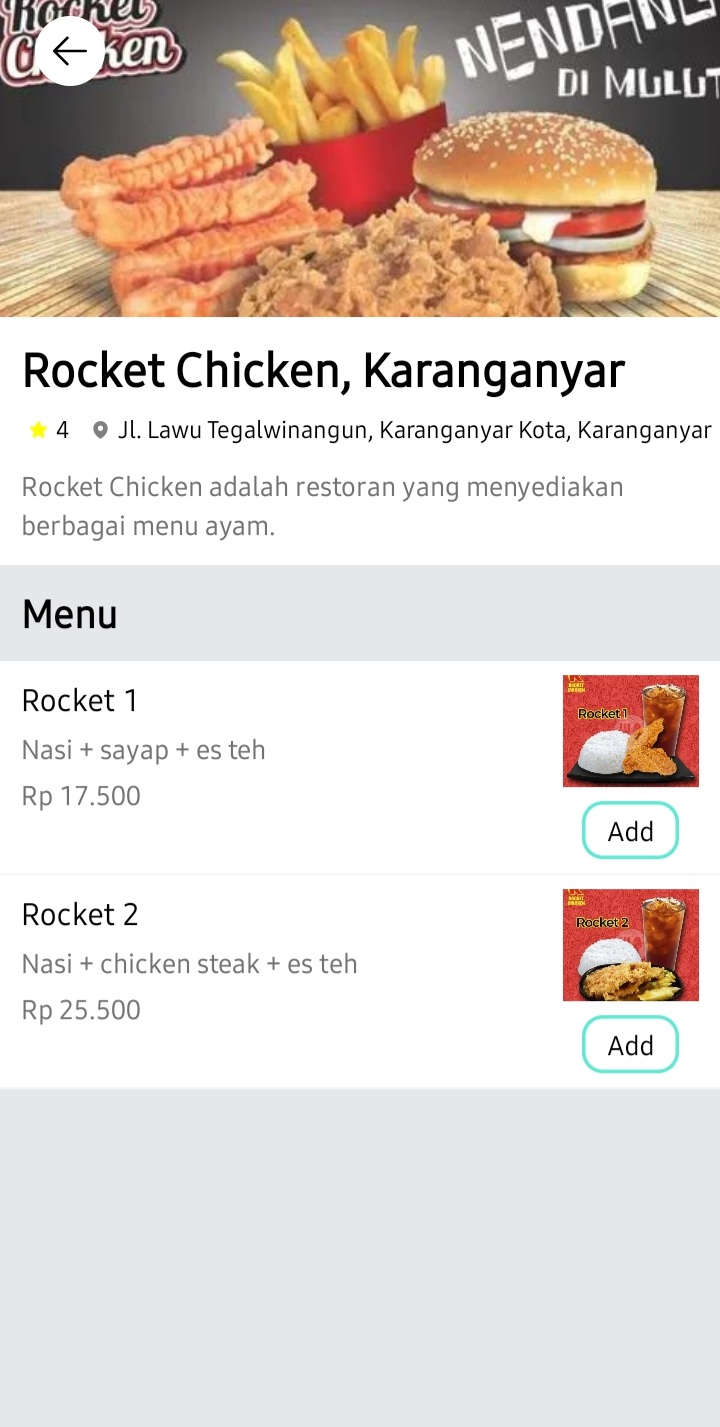 Rocket
Chicken
NENDANG
DI MULUT
Rocket Chicken, Karanganyar
4 Jl. Lawu Tegalwinangun, Karanganyar Kota, Karanganyar
Rocket Chicken adalah restoran yang menyediakan
berbagai menu ayam.
Menu
Rocket 1
Nasi + sayap + es teh
Rp 17.500
Rocket 1
Add
Rocket 2
Nasi + chicken steak + es teh
Rp 25.500
Rocket 2
Add